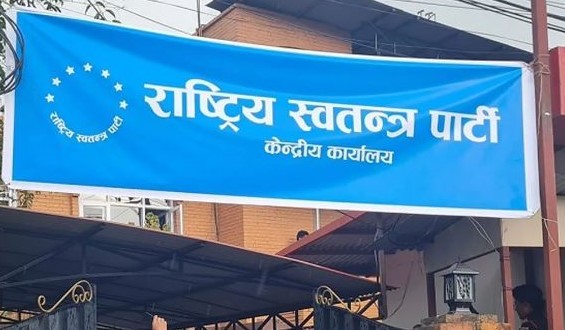 राष्ट्रिय स्वतन्त्र पार्टी
केन्द्रीय कार्यालय
राष्ट्रिय स्वतन्त्र पार्टी